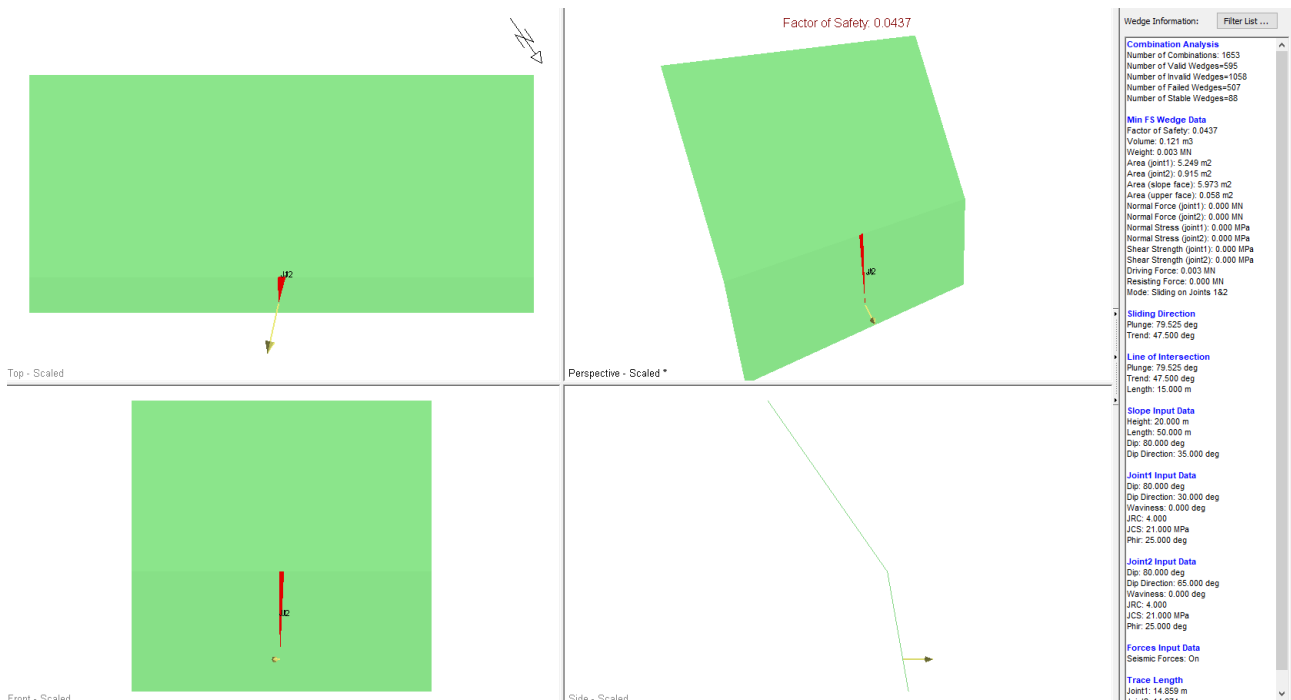 Factor of Safety: 0.0437
N
J1J2
Top - Scaled
J1J2
Perspective - Scaled *
J1J2
Front - Scaled
Side - Scaled
Wedge Information:
Filter List ...
Combination Analysis
Number of Combinations: 1653
Number of Valid Wedges=595
Number of Invalid Wedges=1058
Number of Failed Wedges=507
Number of Stable Wedges=88
Min FS Wedge Data
Factor of Safety: 0.0437
Volume: 0.121 m3
Weight: 0.003 MN
Area (joint1): 5.249 m2
Area (joint2): 0.915 m2
Area (slope face): 5.973 m2
Area (upper face): 0.058 m2
Normal Force (joint1): 0.000 MN
Normal Force (joint2): 0.000 MN
Normal Stress (joint1): 0.000 MPa
Normal Stress (joint2): 0.000 MPa
Shear Strength (joint1): 0.000 MPa
Shear Strength (joint2): 0.000 MPa
Driving Force: 0.003 MN
Resisting Force: 0.000 MN
Mode: Sliding on Joints 1&2
Sliding Direction
Plunge: 79.525 deg
Trend: 47.500 deg
Line of Intersection
Plunge: 79.525 deg
Trend: 47.500 deg
Length: 15.000 m
Slope Input Data
Height: 20.000 m
Length: 50.000 m
Dip: 80.000 deg
Dip Direction: 35.000 deg
Joint1 Input Data
Dip: 80.000 deg
Dip Direction: 30.000 deg
Waviness: 0.000 deg
JRC: 4.000
JCS: 21.000 MPa
Phir: 25.000 deg
Joint2 Input Data
Dip: 80.000 deg
Dip Direction: 65.000 deg
Waviness: 0.000 deg
JRC: 4.000
JCS: 21.000 MPa
Phir: 25.000 deg
Forces Input Data
Seismic Forces: On
Trace Length
Joint1: 14.859 m